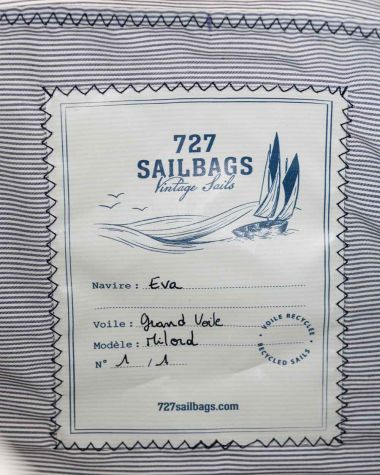 727
SAILBAGS
Vintage Sails
Navire : Eva
Voile : Grand Voile
Modèle : Milord
N° 1 / 1
• VOILE RECYCLÉE •
RECYCLED SAILS
727sailbags.com